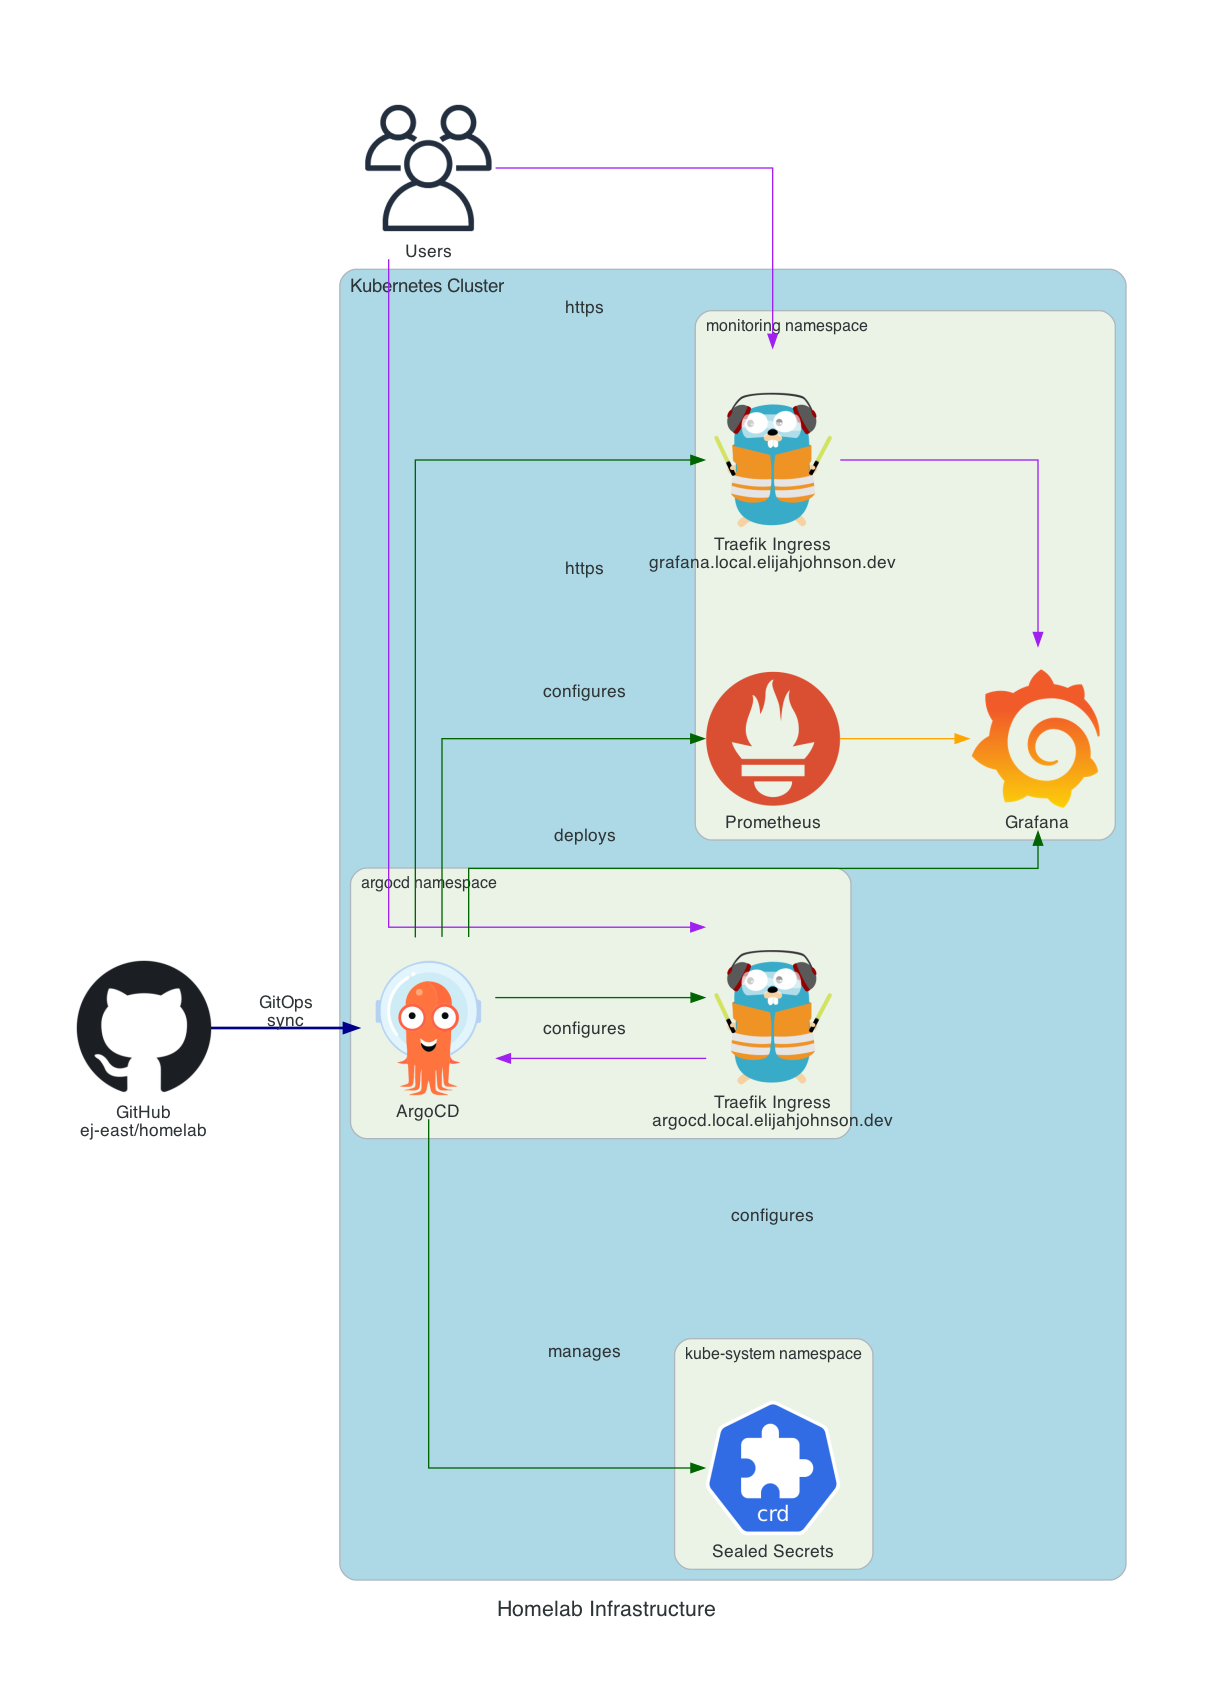 Users
Kubernetes Cluster
https
monitoring namespace
Traefik Ingress
grafana.local.elijahjohnson.dev
https
configures
Prometheus
Grafana
deploys
argocd namespace
GitOps
sync
configures
Traefik Ingress
argocd.local.elijahjohnson.dev
ArgoCD
GitHub
ej-east/homelab
configures
manages
kube-system namespace
crd
Sealed Secrets
Homelab Infrastructure